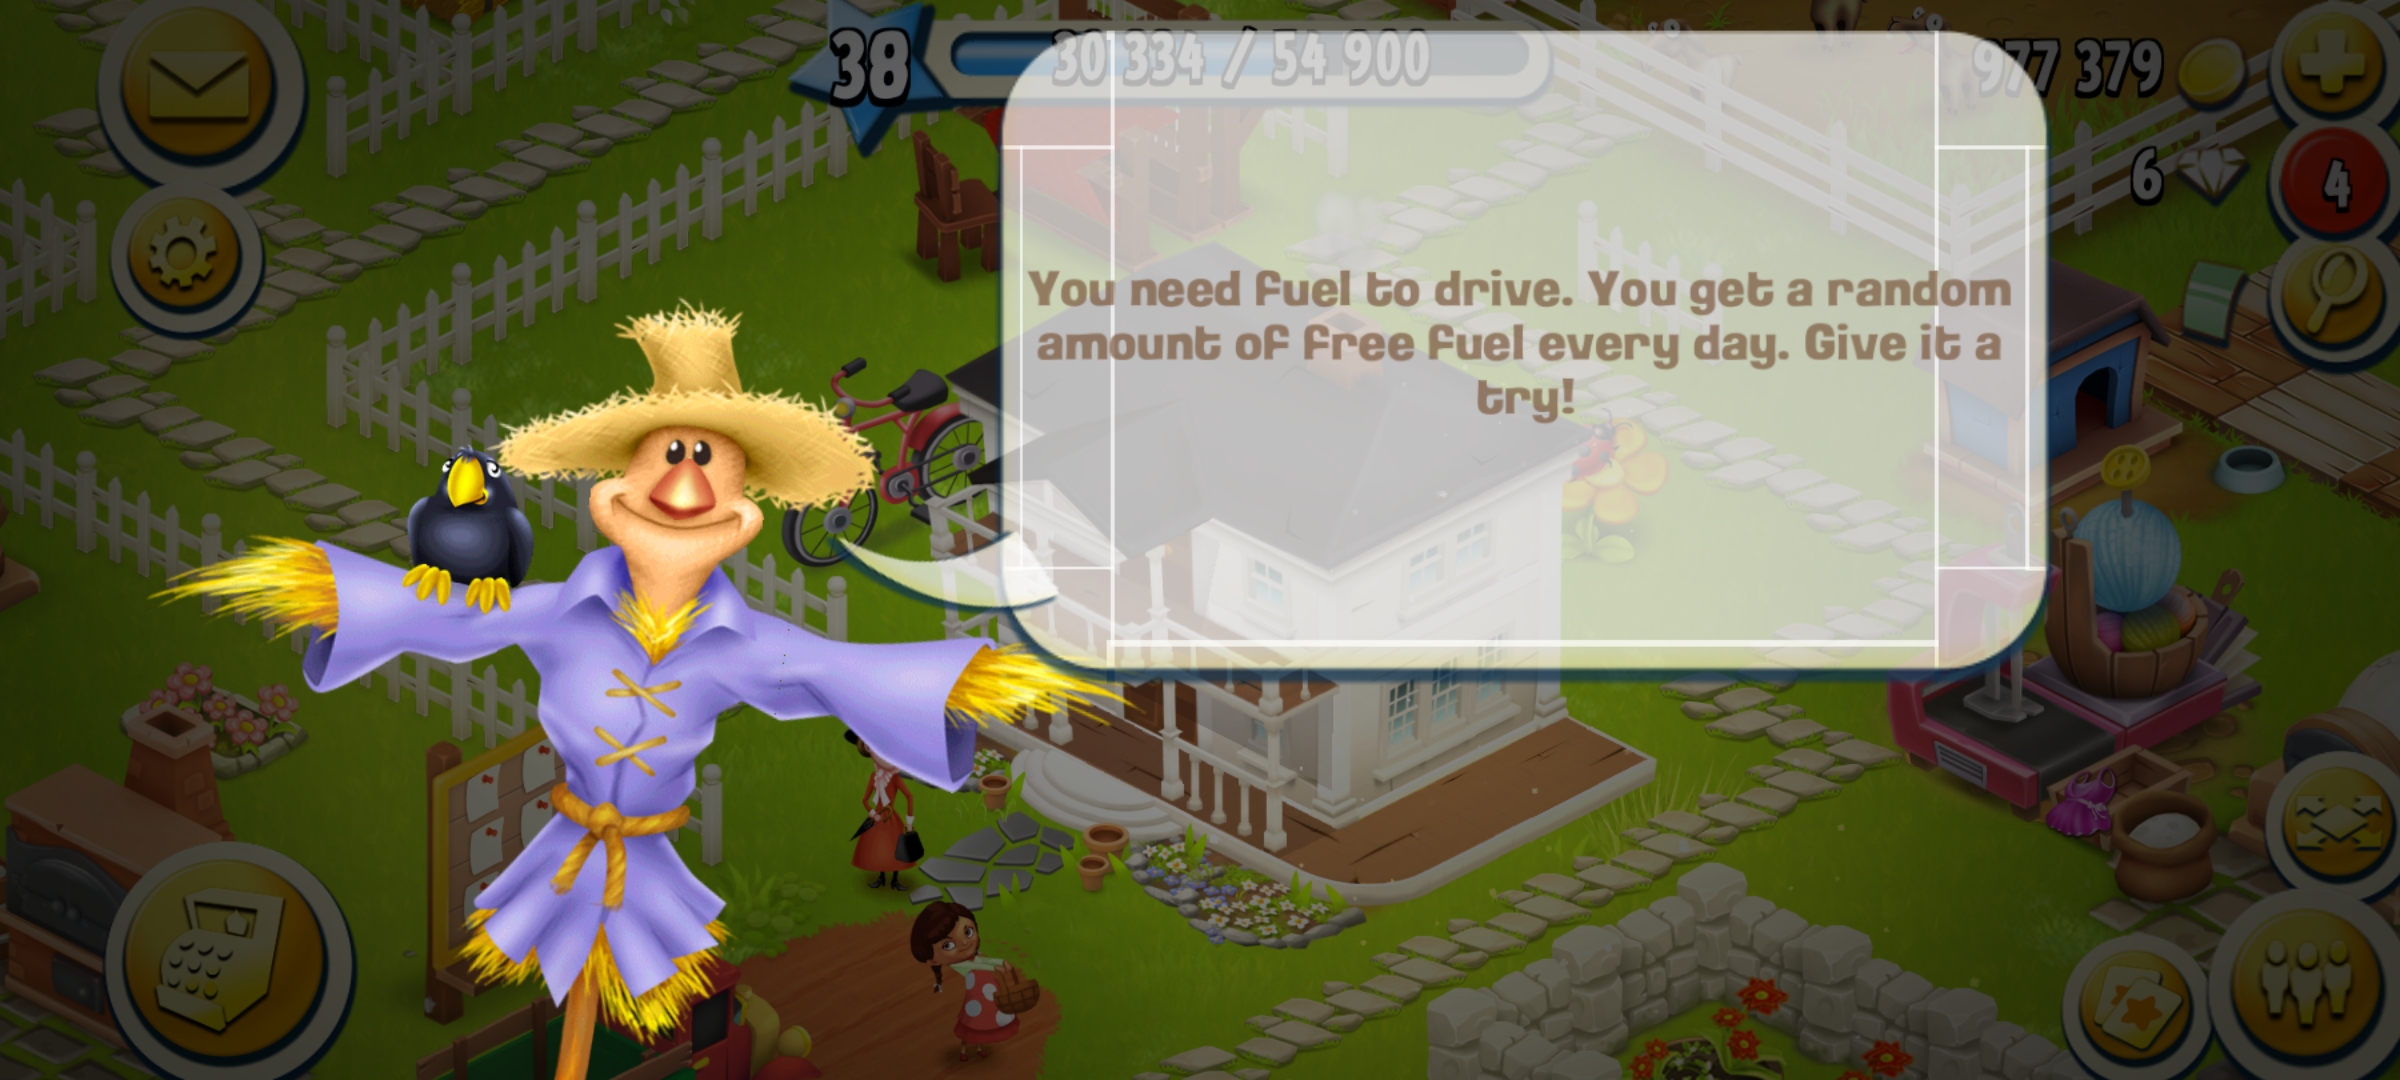 38
30 334 / 54 900
977 379
6
4
You need fuel to drive. You get a random
amount of free fuel every day. Give it a
try!